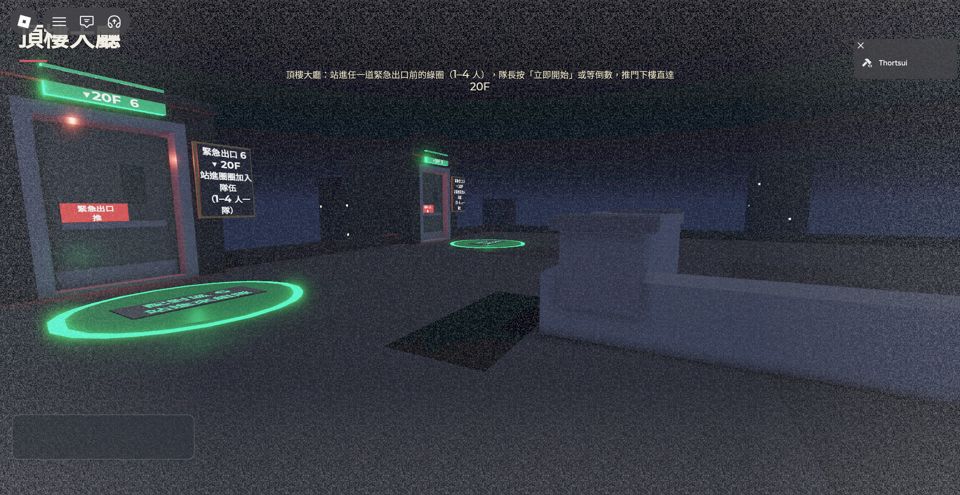 頂樓大廳
Thortsui
頂樓大廳：站進任一道緊急出口前的綠圈（1–4 人），隊長按「立即開始」或等倒數，推門下樓直達
20F
▼20F 6
緊急出口 6
▼ 20F
站進圈圈加入
隊伍
（1–4 人一
隊）
緊急出口
推